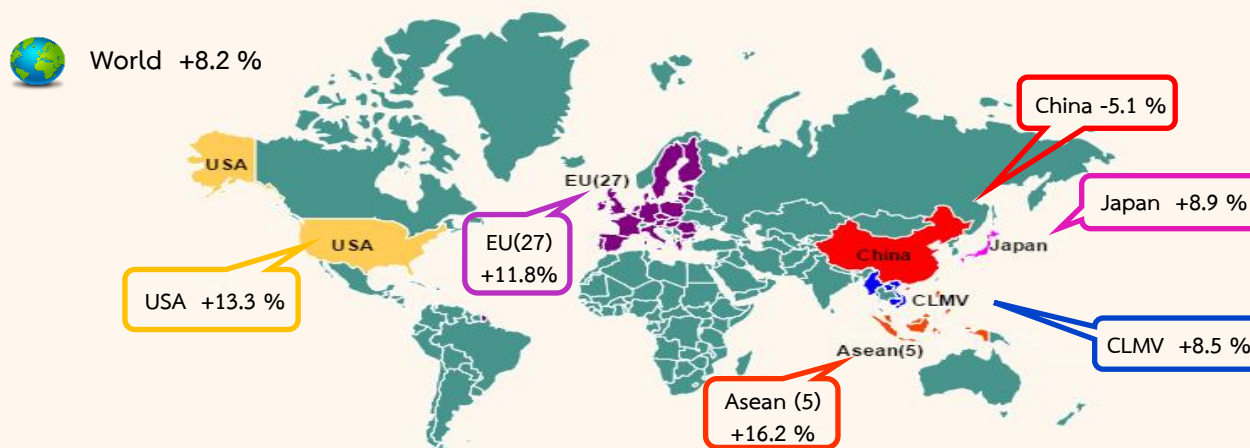 World +8.2 %
China -5.1 %
USA
EU(27)
Japan +8.9 %
EU(27)
+11.8%
USA
China
Japan
USA +13.3 %
CLMV
Asean(5)
CLMV +8.5 %
Asean (5)
+16.2 %